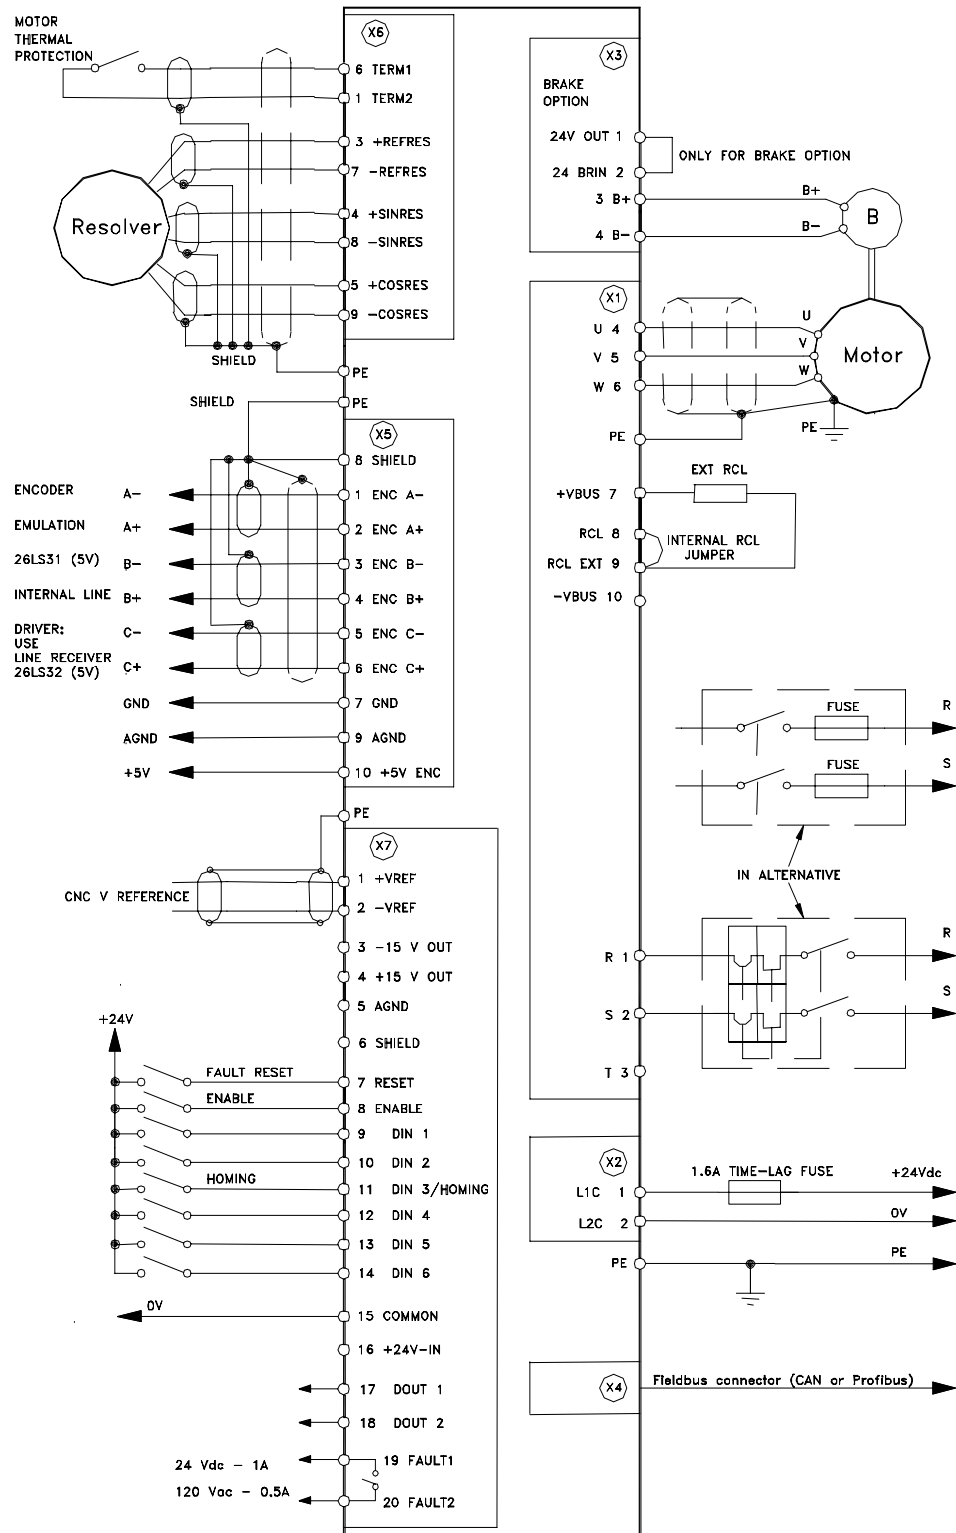 MOTOR
THERMAL
PROTECTION
X6
6 TERM1
1 TERM2
3 +REFRES
7 -REFRES
Resolver
4 +SINRES
8 -SINRES
5 +COSRES
9 -COSRES
SHIELD
PE
SHIELD
PE
X5
8 SHIELD
ENCODER
A-
1 ENC A-
EMULATION
A+
2 ENC A+
26LS31 (5V)
B-
3 ENC B-
INTERNAL LINE
B+
4 ENC B+
DRIVER:
USE
LINE RECEIVER
26LS32 (5V)
C-
5 ENC C-
C+
6 ENC C+
GND
7 GND
AGND
9 AGND
+5V
10 +5V ENC
PE
X7
CNC V REFERENCE
1 +VREF
2 -VREF
3 -15 V OUT
4 +15 V OUT
5 AGND
6 SHIELD
+24V
FAULT RESET
7 RESET
ENABLE
8 ENABLE
9 DIN 1
10 DIN 2
HOMING
11 DIN 3/HOMING
12 DIN 4
13 DIN 5
14 DIN 6
0V
15 COMMON
16 +24V-IN
17 DOUT 1
18 DOUT 2
24 Vdc - 1A
19 FAULT1
120 Vac - 0.5A
20 FAULT2
X3
BRAKE
OPTION
24V OUT 1
24 BRIN 2
ONLY FOR BRAKE OPTION
3 B+
B+
4 B-
B-
B
X1
U 4
U
V 5
V
W 6
W
Motor
PE
PE
EXT RCL
+VBUS 7
RCL 8
RCL EXT 9
INTERNAL RCL
JUMPER
-VBUS 10
FUSE
R
FUSE
S
IN ALTERNATIVE
R 1
R
S 2
S
T 3
X2
1.6A TIME-LAG FUSE
+24Vdc
L1C 1
L2C 2
0V
PE
PE
X4
Fieldbus connector (CAN or Profibus)